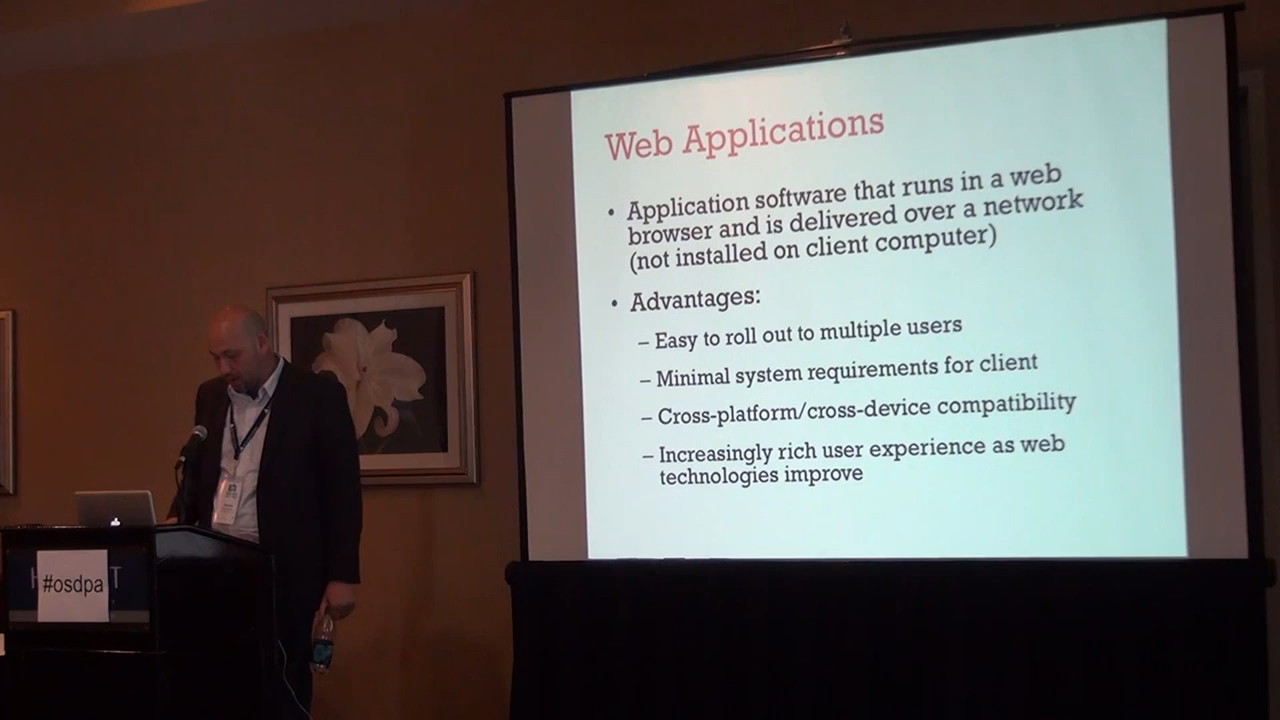 Web Applications
• Application software that runs in a web
browser and is delivered over a network
(not installed on client computer)
• Advantages:
– Easy to roll out to multiple users
– Minimal system requirements for client
– Cross-platform/cross-device compatibility
– Increasingly rich user experience as web
technologies improve
#osdpa